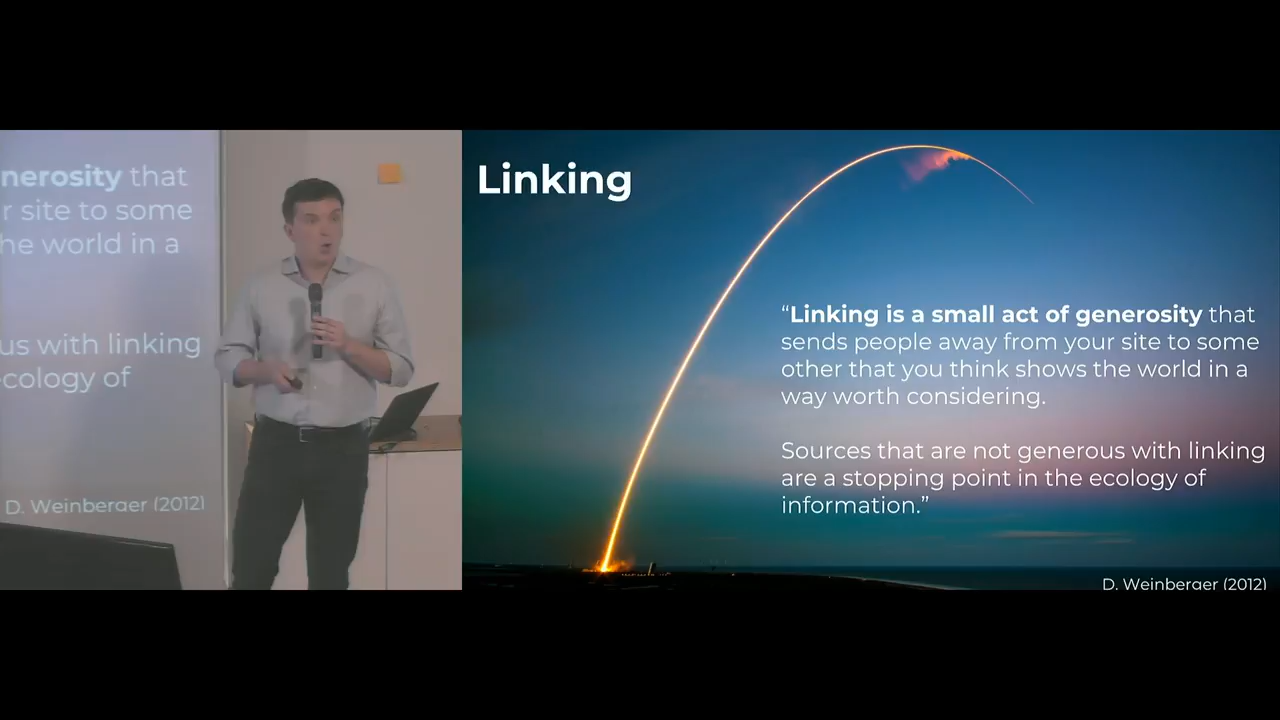 nerosity that
r site to some
he world in a
us with linking
ecology of
D. Weinberger (2012)
Linking
“Linking is a small act of generosity that
sends people away from your site to some
other that you think shows the world in a
way worth considering.
Sources that are not generous with linking
are a stopping point in the ecology of
information.”
D. Weinberger (2012)